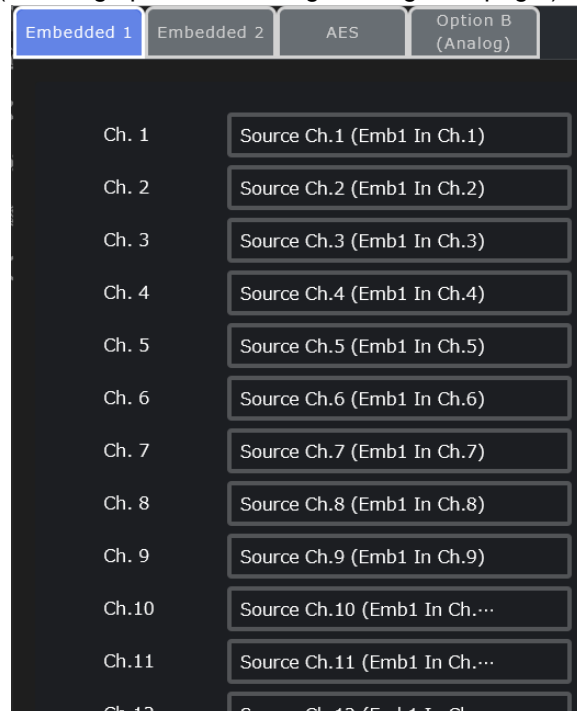 Embedded 1 Embedded 2 AES Option B
(Analog)
Ch. 1 Source Ch.1 (Emb1 In Ch.1)
Ch. 2 Source Ch.2 (Emb1 In Ch.2)
Ch. 3 Source Ch.3 (Emb1 In Ch.3)
Ch. 4 Source Ch.4 (Emb1 In Ch.4)
Ch. 5 Source Ch.5 (Emb1 In Ch.5)
Ch. 6 Source Ch.6 (Emb1 In Ch.6)
Ch. 7 Source Ch.7 (Emb1 In Ch.7)
Ch. 8 Source Ch.8 (Emb1 In Ch.8)
Ch. 9 Source Ch.9 (Emb1 In Ch.9)
Ch.10 Source Ch.10 (Emb1 In Ch.⋯
Ch.11 Source Ch.11 (Emb1 In Ch.⋯